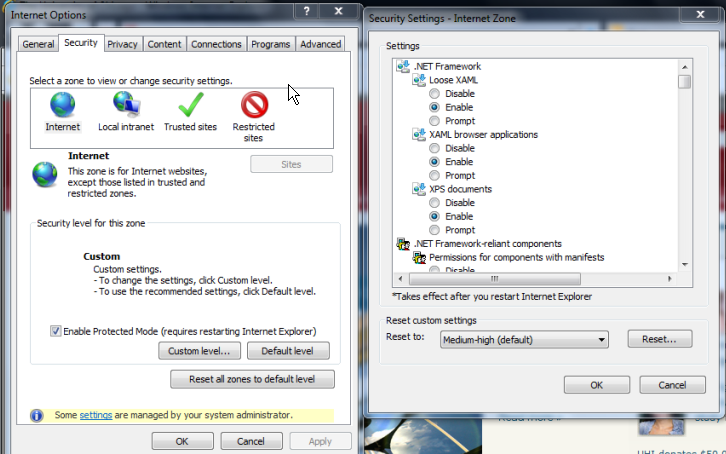 Internet Options
General Security Privacy Content Connections Programs Advanced
Select a zone to view or change security settings.
Internet Local intranet Trusted sites Restricted
sites
Internet
Sites
This zone is for Internet websites,
except those listed in trusted and
restricted zones.
Security level for this zone
Custom
Custom settings.
- To change the settings, click Custom level.
- To use the recommended settings, click Default level.
Enable Protected Mode (requires restarting Internet Explorer)
Custom level... Default level
Reset all zones to default level
Some settings are managed by your system administrator.
OK Cancel Apply
Security Settings - Internet Zone
Settings
.NET Framework
Loose XAML
Disable
Enable
Prompt
XAML browser applications
Disable
Enable
Prompt
XPS documents
Disable
Enable
Prompt
.NET Framework-reliant components
Permissions for components with manifests
Disable
*Takes effect after you restart Internet Explorer
Reset custom settings
Reset to: Medium-high (default) Reset...
OK Cancel